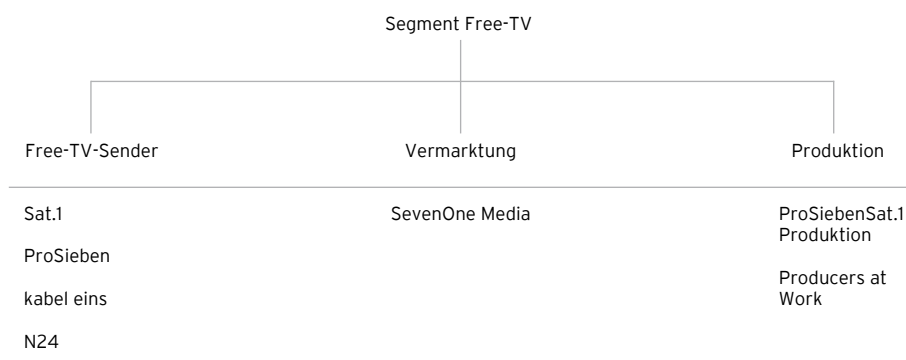 Segment Free-TV
Free-TV-Sender
Vermarktung
Produktion
Sat.1
ProSieben
kabel eins
N24
SevenOne Media
ProSiebenSat.1
Produktion
Producers at
Work